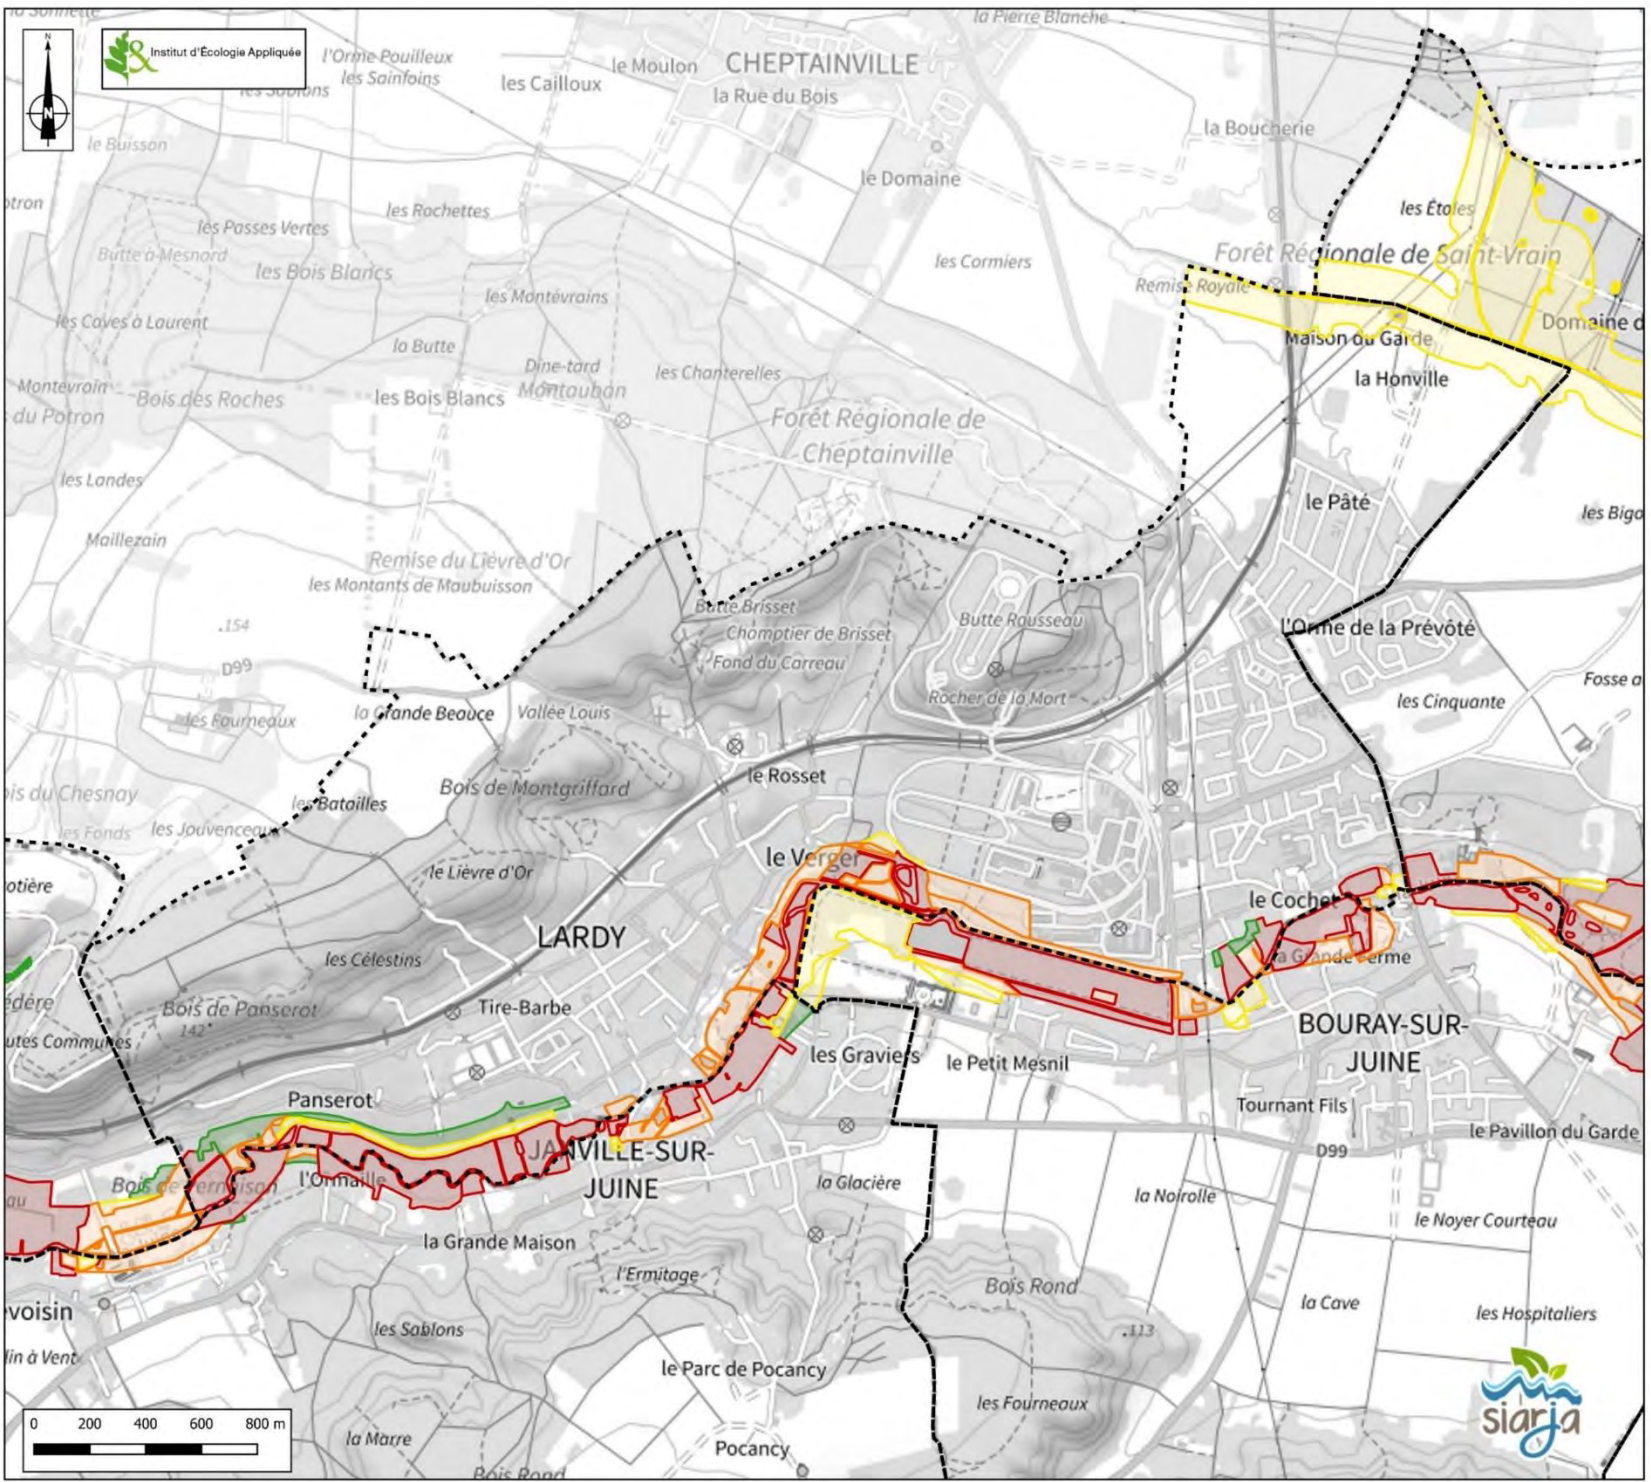 la Pierre Blanche
N
Institut d'Écologie Appliquée
l'Orme Pouilleux
les Sainfoins
les Sablons
les Cailloux
le Moulon
CHEPTAINVILLE
la Rue du Bois
la Boucherie
le Buisson
le Domaine
les Rochettes
les Étoles
les Passes Vertes
Butte à Mesnard
les Bois Blancs
les Cormiers
Forêt Régionale de Saint-Vrain
Remise Royale
les Montévrains
les Caves à Laurent
Domaine d
la Butte
Maison du Garde
Dine-tard
Montauban
les Chanterelles
la Honville
Montevrain
du Potron
Bois des Roches
les Bois Blancs
Forêt Régionale de
Cheptainville
les Landes
le Pâté
les Bigo
Maillezain
Remise du Lièvre d'Or
les Montants de Maubuisson
154
Butte Brisset
Champtier de Brisset
Fond du Carreau
Butte Rousseau
l'Orme de la Prévôté
D99
Rocher de la Mort
Fosse a
les Cinquante
les Fourneaux
la Grande Beauce
Vallée Louis
le Rosset
Bois de Montgriffard
is du Chesnay
les Batailles
les Fonds
les Jouvenceaux
le Verger
le Lièvre d'Or
otière
le Cochet
LARDY
les Célestins
la Grande Ferme
Bois de Panserot
142
Tire-Barbe
édère
utes Communes
BOURAY-SUR-
JUINE
les Graviers
le Petit Mesnil
Panserot
Tournant Fils
le Pavillon du Garde
D99
JANVILLE-SUR-
JUINE
Bois de Vernaison
l'Ormaille
la Glacière
la Noirolle
au
le Noyer Courteau
la Grande Maison
l'Ermitage
Bois Rond
la Cave
les Hospitaliers
voisin
les Sablons
113
lin à Vent
le Parc de Pocancy
les Fourneaux
siarja
0 200 400 600 800 m
la Marre
Pocancy
Bois Rond